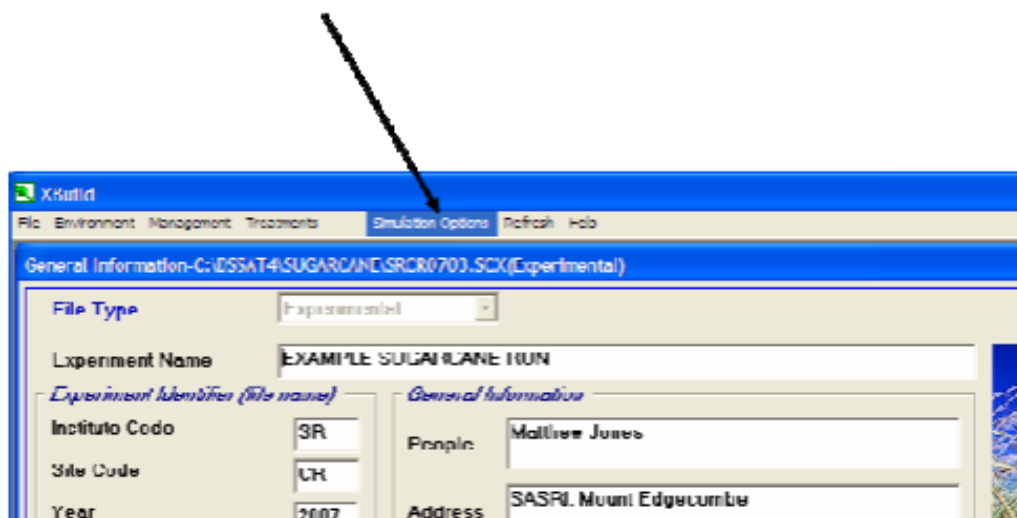 XBuild
File Environment Management Treatments Simulation Options Refresh Help
General Information-C:\DSSAT4\SUGARCANE\SRCR0703.SCX(Experimental)
File Type Experimental
Experiment Name EXAMPLE SUGARCANE RUN
Experiment Identifier (file name) General Information
Institute Code SR People Matthew Jones
Site Code CR
Year 2007 Address SASRI, Mount Edgecombe